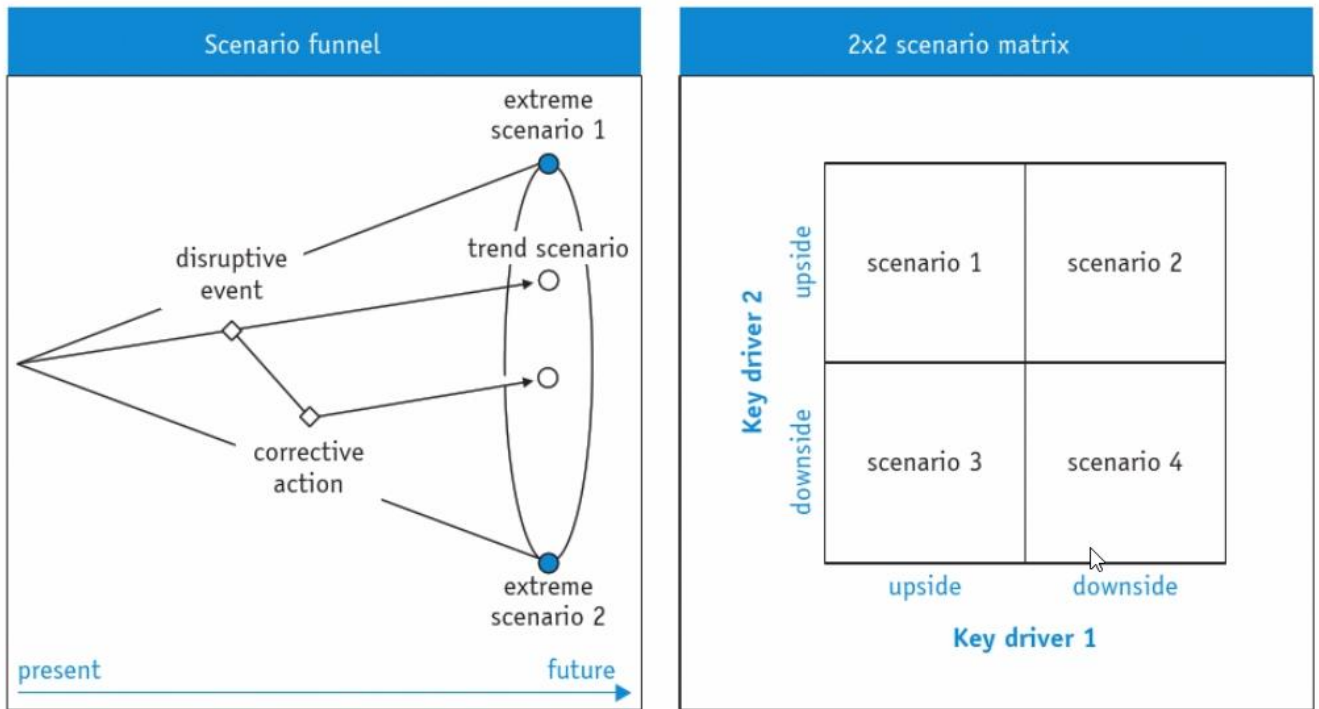 Scenario funnel
extreme
scenario 1
disruptive
event
trend scenario
corrective
action
extreme
scenario 2
present
future
2x2 scenario matrix
Key driver 2
upside
downside
scenario 1
scenario 2
scenario 3
scenario 4
upside
downside
Key driver 1